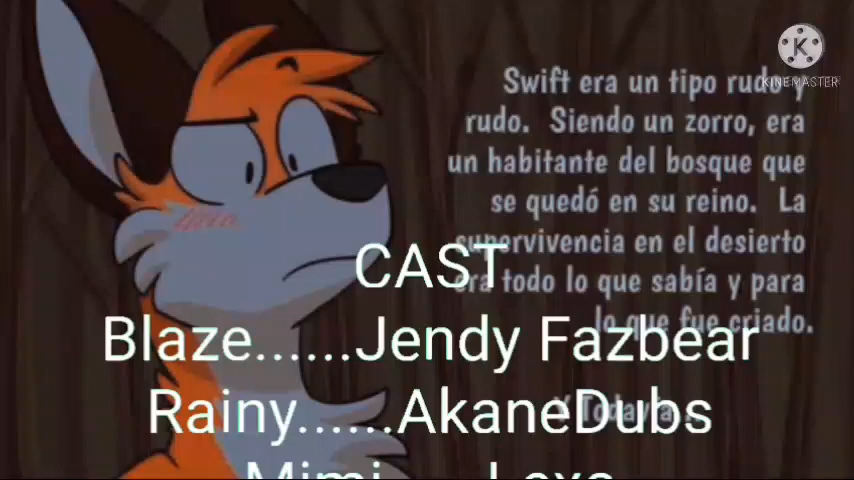 KINEMASTER
Swift era un tipo rudo y
rudo. Siendo un zorro, era
un habitante del bosque que
se quedó en su reino. La
supervivencia en el desierto
era todo lo que sabía y para
lo que fue criado.
CAST
Blaze......Jendy Fazbear
Y Todavía
Rainy......AkaneDubs